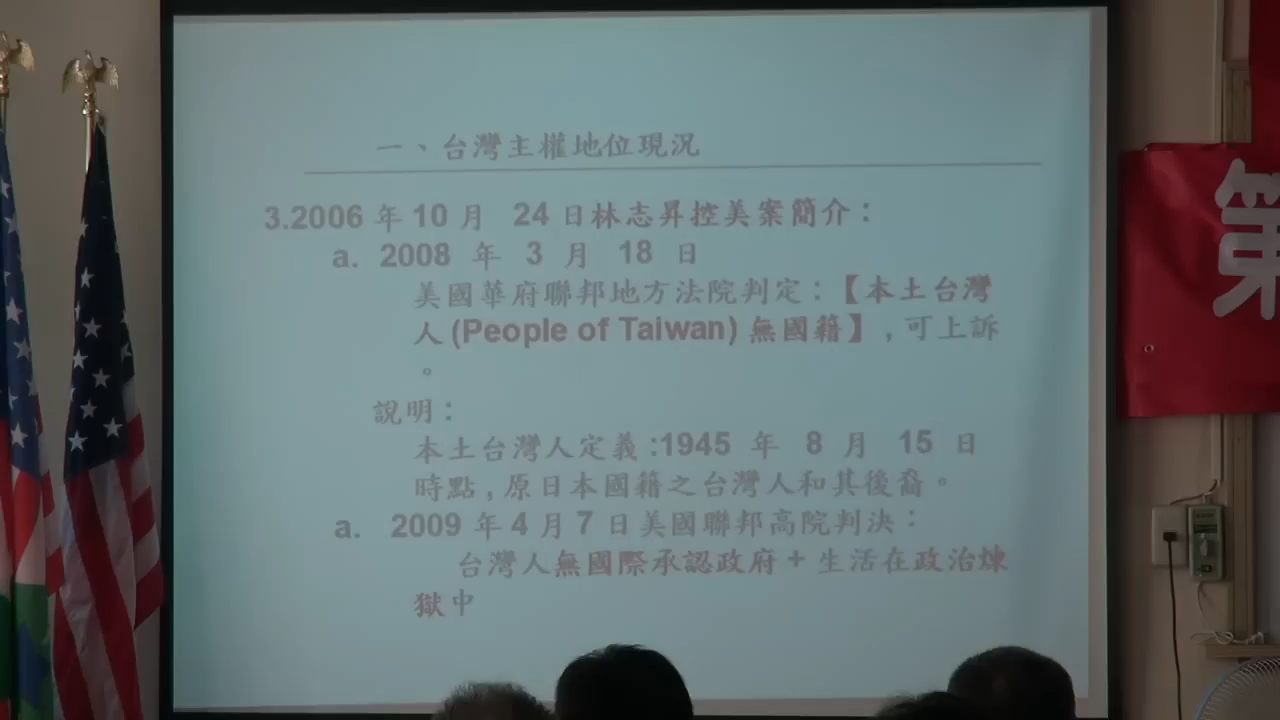 一、台灣主權地位現況
3.2006 年 10 月 24 日林志昇控美案簡介：
a. 2008 年 3 月 18 日
美國華府聯邦地方法院判定：【本土台灣
人 (People of Taiwan) 無國籍】，可上訴
。
說明：
本土台灣人定義：1945 年 8 月 15 日
時點，原日本國籍之台灣人和其後裔。
a. 2009 年 4 月 7 日美國聯邦高院判決：
台灣人無國際承認政府＋生活在政治煉
獄中
第